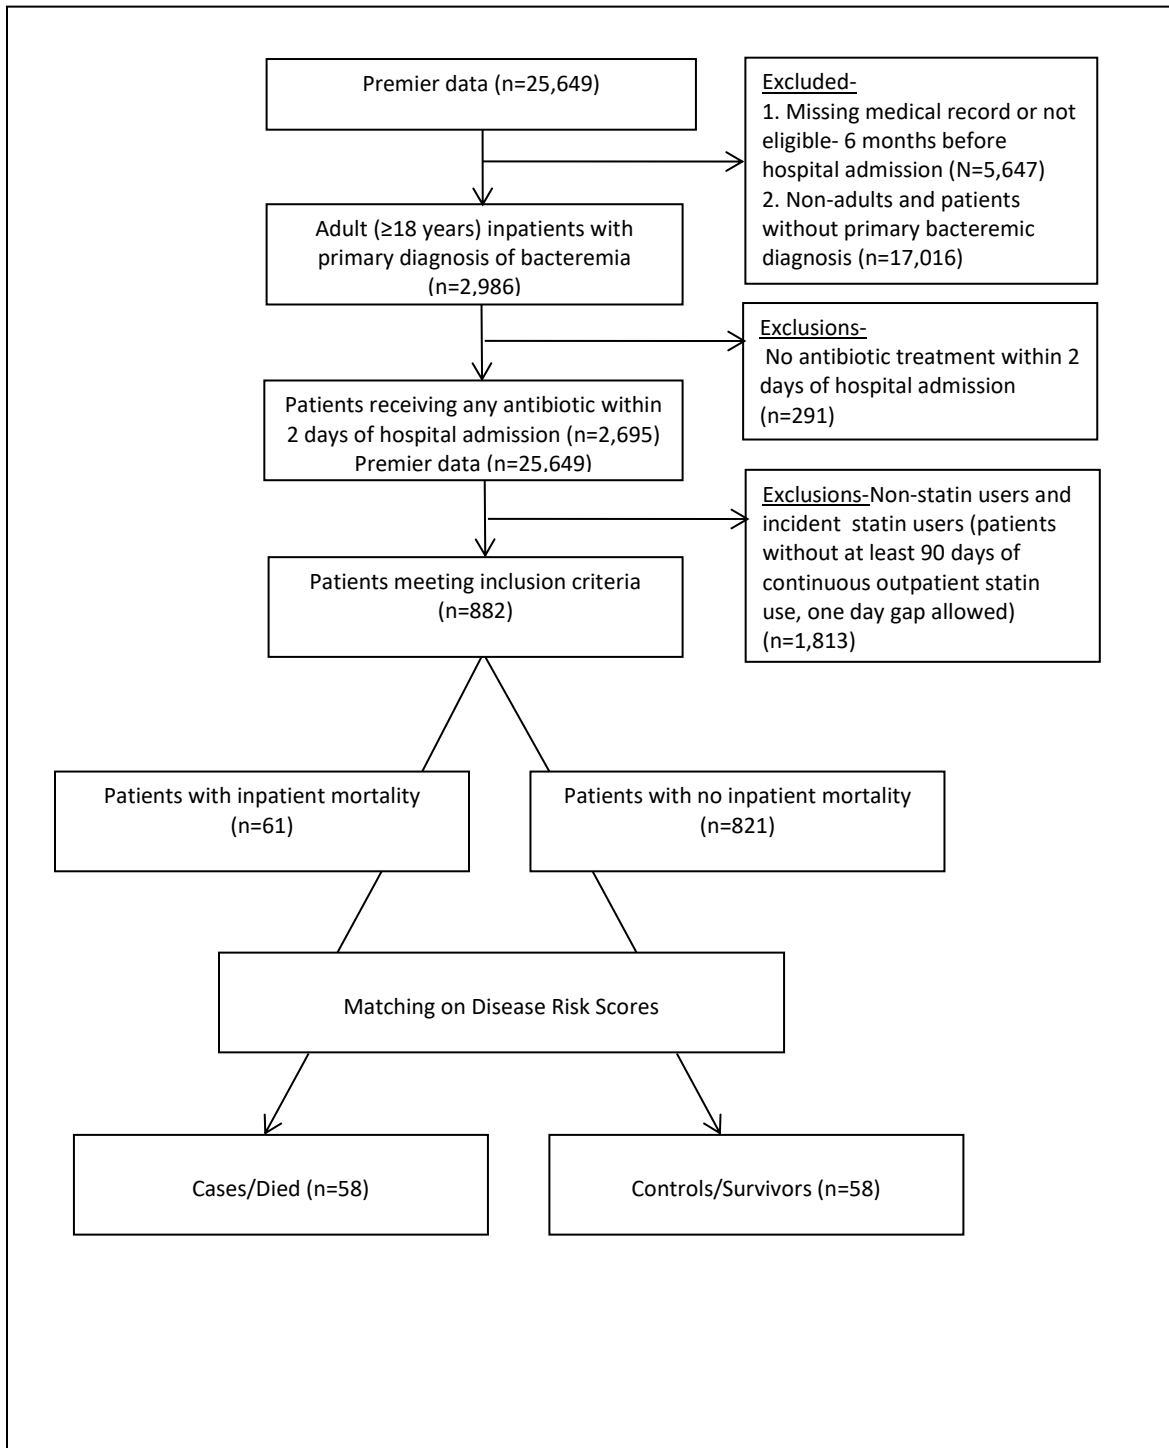 Premier data (n=25,649)
Excluded-
1. Missing medical record or not
eligible- 6 months before
hospital admission (N=5,647)
2. Non-adults and patients
without primary bacteremic
diagnosis (n=17,016)
Adult (≥18 years) inpatients with
primary diagnosis of bacteremia
(n=2,986)
Exclusions-
No antibiotic treatment within 2
days of hospital admission
(n=291)
Patients receiving any antibiotic within
2 days of hospital admission (n=2,695)
Premier data (n=25,649)
Exclusions-Non-statin users and
incident statin users (patients
without at least 90 days of
continuous outpatient statin
use, one day gap allowed)
(n=1,813)
Patients meeting inclusion criteria
(n=882)
Patients with inpatient mortality
(n=61)
Patients with no inpatient mortality
(n=821)
Matching on Disease Risk Scores
Cases/Died (n=58)
Controls/Survivors (n=58)